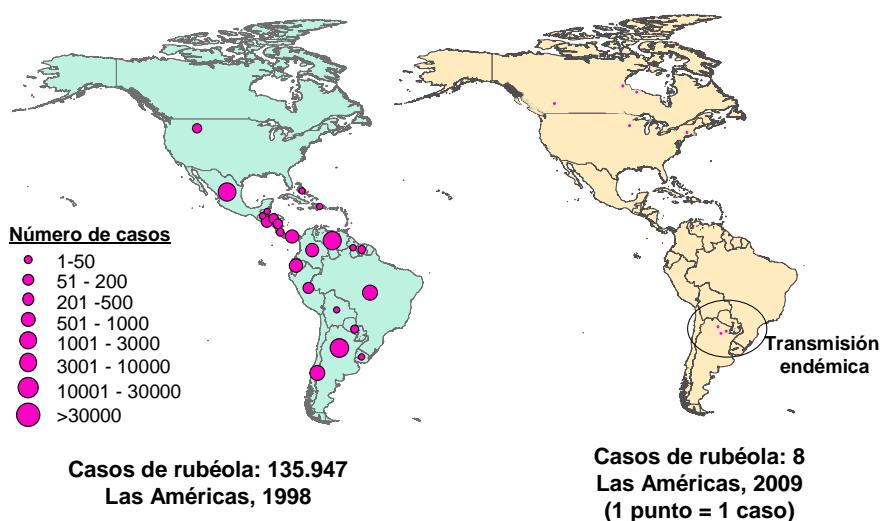 Número de casos
1-50
51 - 200
201 -500
501 - 1000
1001 - 3000
3001 - 10000
10001 - 30000
>30000
Casos de rubéola: 135.947
Las Américas, 1998
Transmisión
endémica
Casos de rubéola: 8
Las Américas, 2009
(1 punto = 1 caso)